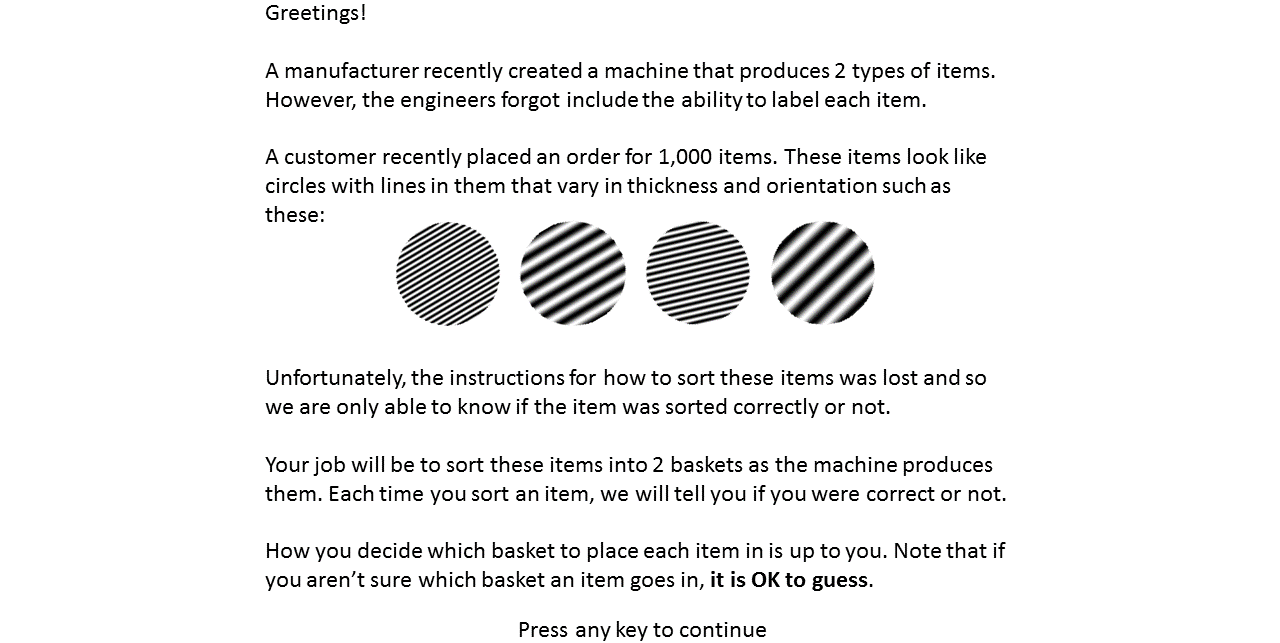 Greetings!
A manufacturer recently created a machine that produces 2 types of items.
However, the engineers forgot include the ability to label each item.
A customer recently placed an order for 1,000 items. These items look like
circles with lines in them that vary in thickness and orientation such as
these:
Unfortunately, the instructions for how to sort these items was lost and so
we are only able to know if the item was sorted correctly or not.
Your job will be to sort these items into 2 baskets as the machine produces
them. Each time you sort an item, we will tell you if you were correct or not.
How you decide which basket to place each item in is up to you. Note that if
you aren’t sure which basket an item goes in, it is OK to guess.
Press any key to continue